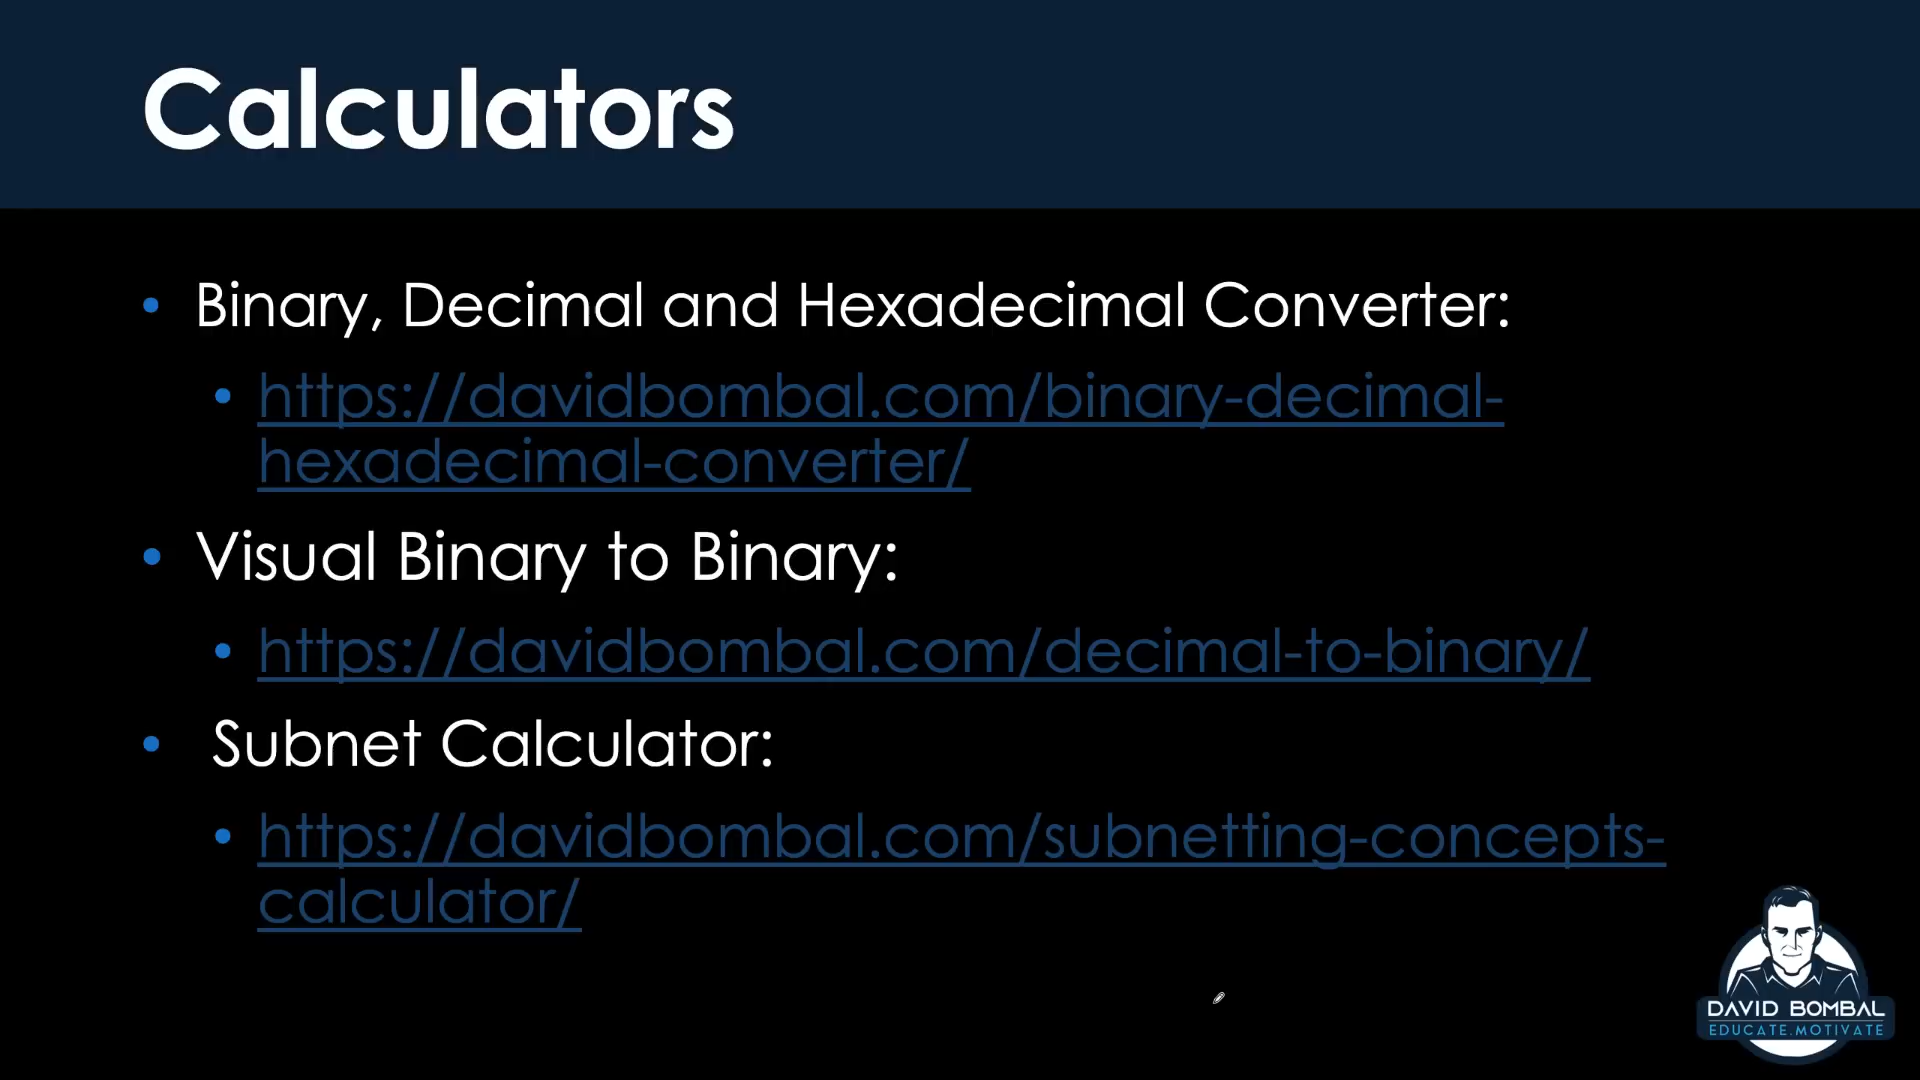 Calculators
Binary, Decimal and Hexadecimal Converter:
https://davidbombal.com/binary-decimal-
hexadecimal-converter/
Visual Binary to Binary:
https://davidbombal.com/decimal-to-binary/
Subnet Calculator:
https://davidbombal.com/subnetting-concepts-
calculator/
DAVID BOMBAL
EDUCATE.MOTIVATE